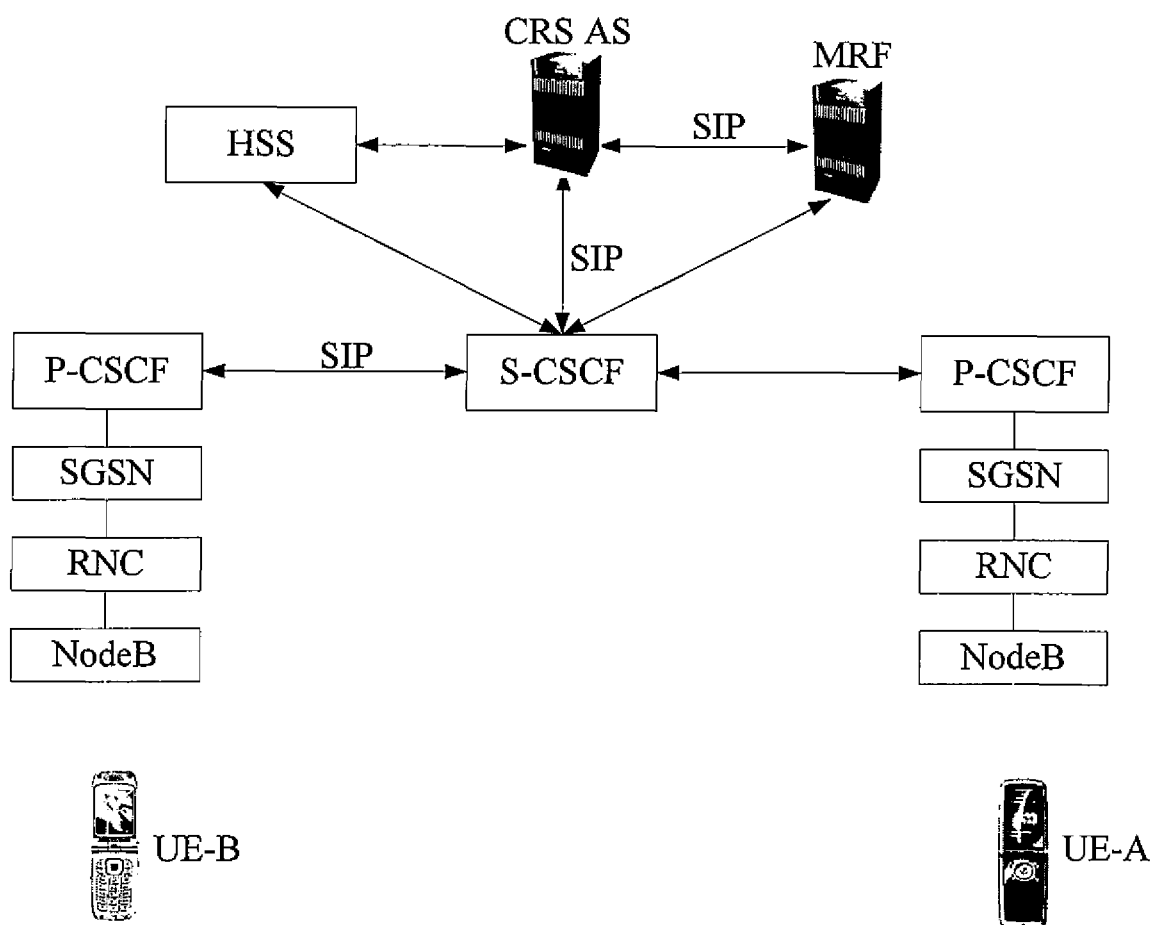 CRS AS
MRF
HSS
SIP
SIP
P-CSCF
SIP
S-CSCF
P-CSCF
SGSN
SGSN
RNC
RNC
NodeB
NodeB
UE-B
UE-A